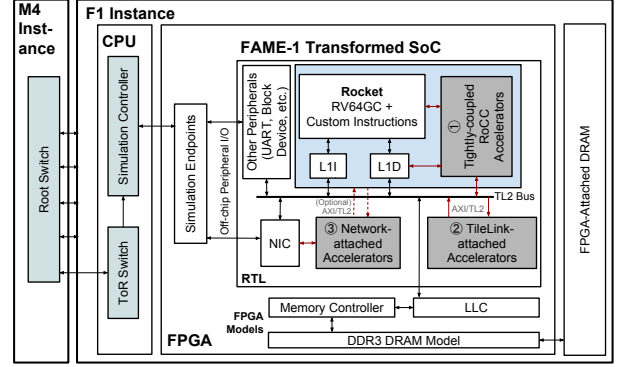 M4
Inst-
ance
Root Switch
F1 Instance
CPU
Simulation Controller
ToR Switch
Simulation Endpoints
Off-chip Peripheral I/O
FAME-1 Transformed SoC
Other Peripherals
(UART, Block
Device, etc.)
Rocket
RV64GC +
Custom Instructions
①
Tightly-coupled
RoCC
Accelerators
L1I
L1D
TL2 Bus
(Optional)
AXI/TL2
AXI/TL2
NIC
③ Network-
attached
Accelerators
② TileLink-
attached
Accelerators
RTL
FPGA
Models
Memory Controller
LLC
DDR3 DRAM Model
FPGA
FPGA-Attached DRAM